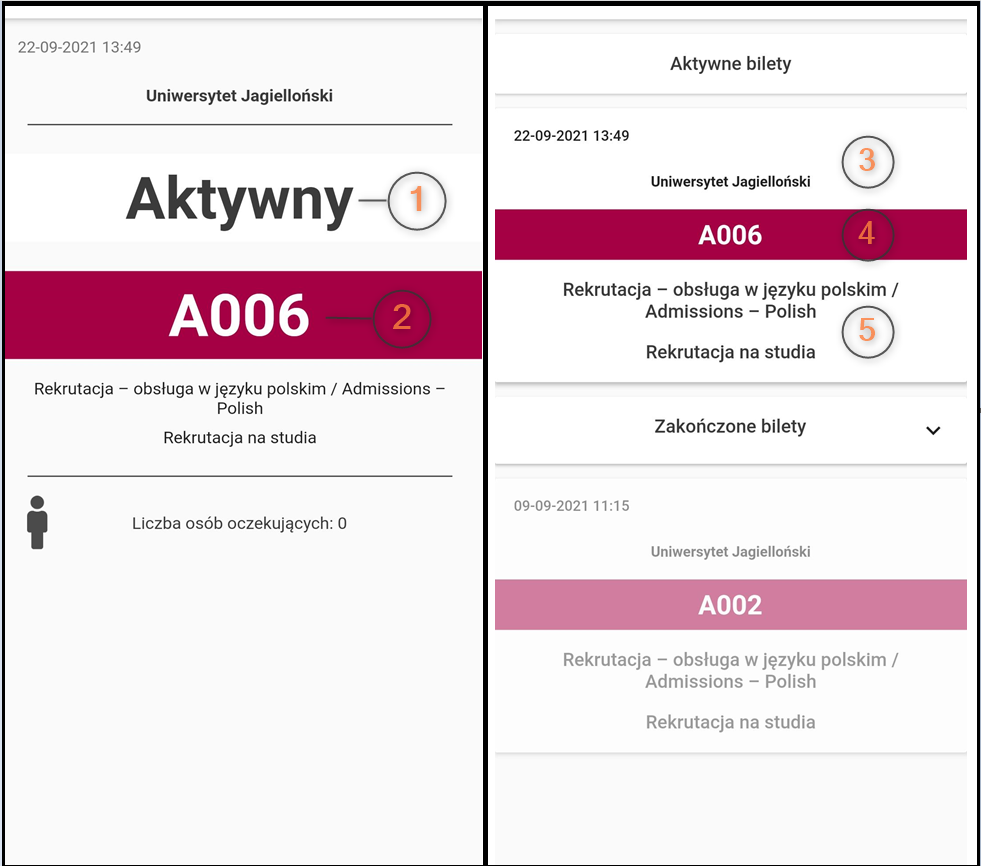 22-09-2021 13:49
Uniwersytet Jagielloński
Aktywny
1
A006
2
Rekrutacja – obsługa w języku polskim / Admissions –
Polish
Rekrutacja na studia
Liczba osób oczekujących: 0
Aktywne bilety
22-09-2021 13:49
3
Uniwersytet Jagielloński
A006
4
Rekrutacja – obsługa w języku polskim /
Admissions – Polish
5
Rekrutacja na studia
Zakończone bilety
09-09-2021 11:15
Uniwersytet Jagielloński
A002
Rekrutacja – obsługa w języku polskim /
Admissions – Polish
Rekrutacja na studia